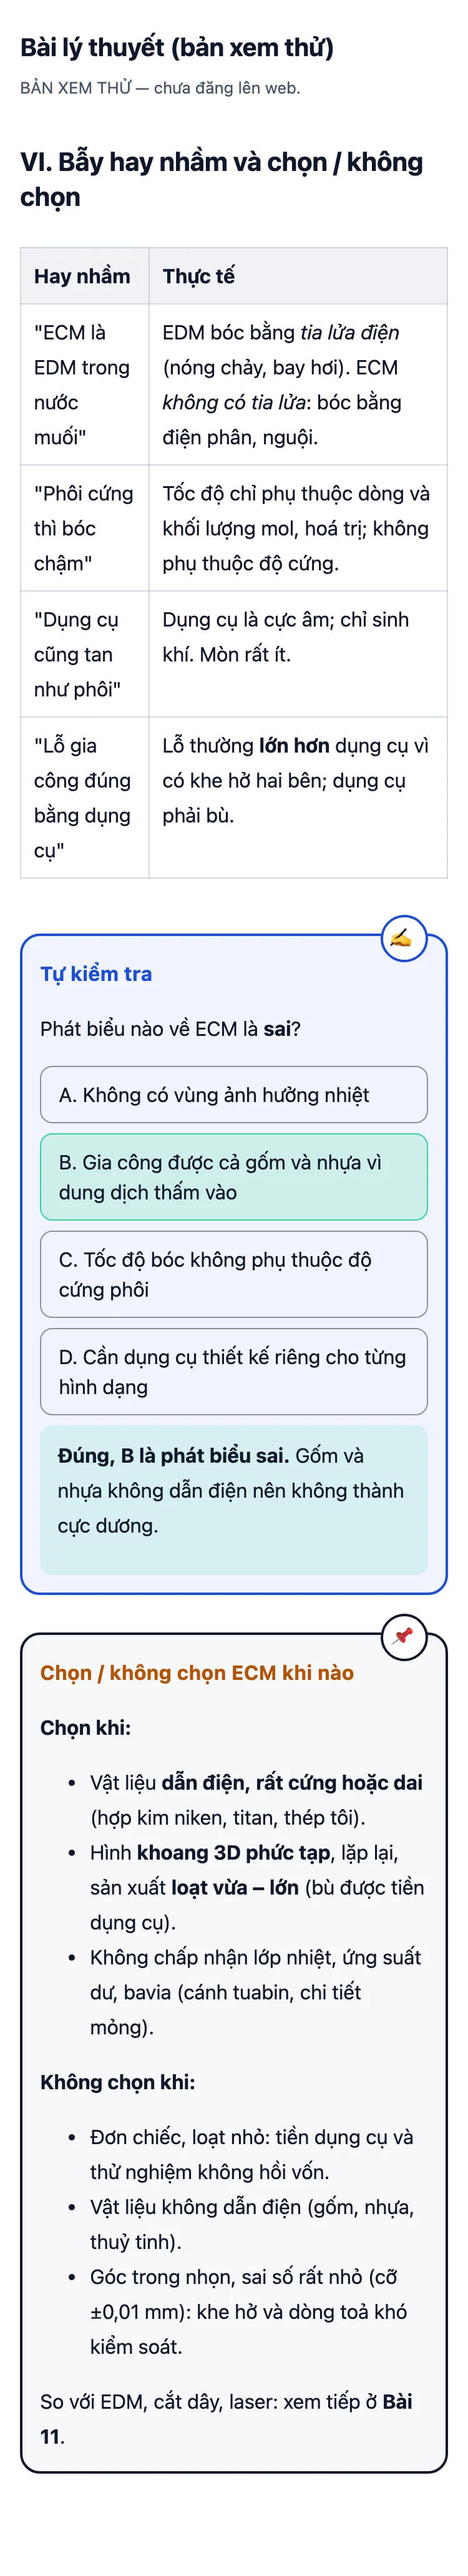 Bài lý thuyết (bản xem thử)
BẢN XEM THỬ — chưa đăng lên web.
VI. Bẫy hay nhầm và chọn / không
chọn
Hay nhầm
Thực tế
"ECM là
EDM trong
nước
muối"
EDM bóc bằng tia lửa điện
(nóng chảy, bay hơi). ECM
không có tia lửa: bóc bằng
điện phân, nguội.
"Phôi cứng
thì bóc
chậm"
Tốc độ chỉ phụ thuộc dòng và
khối lượng mol, hoá trị; không
phụ thuộc độ cứng.
"Dụng cụ
cũng tan
như phôi"
Dụng cụ là cực âm; chỉ sinh
khí. Mòn rất ít.
"Lỗ gia
công đúng
bằng dụng
cụ"
Lỗ thường lớn hơn dụng cụ vì
có khe hở hai bên; dụng cụ
phải bù.
Tự kiểm tra
Phát biểu nào về ECM là sai?
A. Không có vùng ảnh hưởng nhiệt
B. Gia công được cả gốm và nhựa vì
dung dịch thấm vào
C. Tốc độ bóc không phụ thuộc độ
cứng phôi
D. Cần dụng cụ thiết kế riêng cho từng
hình dạng
Đúng, B là phát biểu sai. Gốm và
nhựa không dẫn điện nên không thành
cực dương.
Chọn / không chọn ECM khi nào
Chọn khi:
• Vật liệu dẫn điện, rất cứng hoặc dai
(hợp kim niken, titan, thép tôi).
• Hình khoang 3D phức tạp, lặp lại,
sản xuất loạt vừa – lớn (bù được tiền
dụng cụ).
• Không chấp nhận lớp nhiệt, ứng suất
dư, bavia (cánh tuabin, chi tiết
mỏng).
Không chọn khi:
• Đơn chiếc, loạt nhỏ: tiền dụng cụ và
thử nghiệm không hồi vốn.
• Vật liệu không dẫn điện (gốm, nhựa,
thuỷ tinh).
• Góc trong nhọn, sai số rất nhỏ (cỡ
±0,01 mm): khe hở và dòng toả khó
kiểm soát.
So với EDM, cắt dây, laser: xem tiếp ở Bài
11.